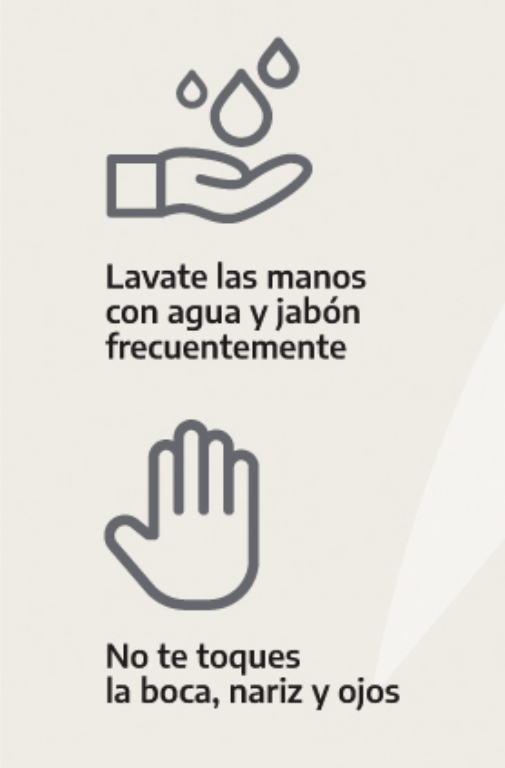 Lavate las manos
con agua y jabón
frecuentemente
No te toques
la boca, nariz y ojos